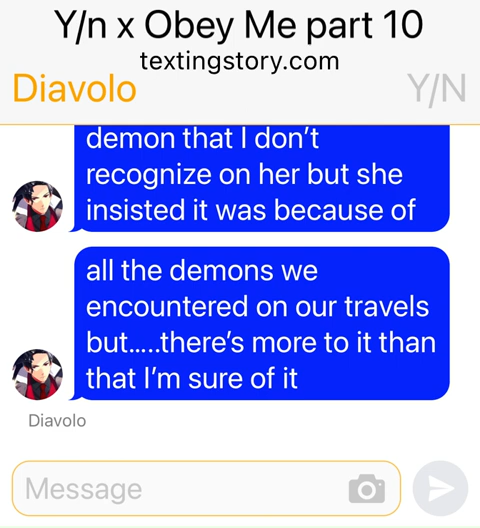 Y/n x Obey Me part 10
textingstory.com
Diavolo
Y/N
demon that I don't
recognize on her but she
insisted it was because of
all the demons we
encountered on our travels
but.....there's more to it than
that I'm sure of it
Diavolo
Message